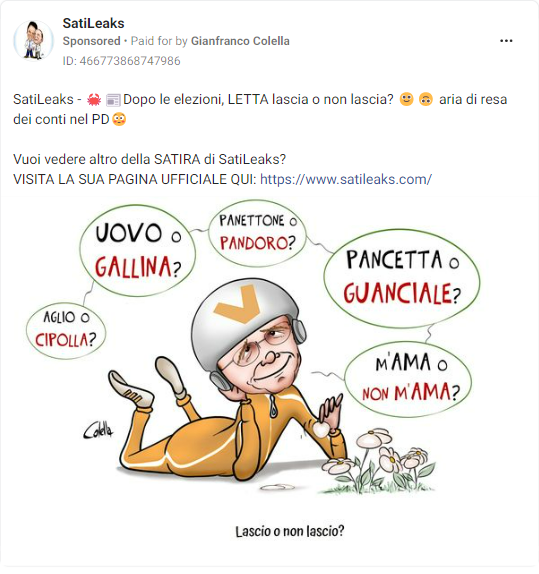 SatiLeaks
Sponsored • Paid for by Gianfranco Colella
ID: 466773868747986
SatiLeaks - 🦀 📰 Dopo le elezioni, LETTA lascia o non lascia? 🙂 🙃 aria di resa
dei conti nel PD 😳
Vuoi vedere altro della SATIRA di SatiLeaks?
VISITA LA SUA PAGINA UFFICIALE QUI: https://www.satileaks.com/
UOVO o
GALLINA?
PANETTONE o
PANDORO?
PANCETTA o
GUANCIALE?
AGLIO O
CIPOLLA?
M'AMA O
NON M'AMA?
Colella
Lascio o non lascio?